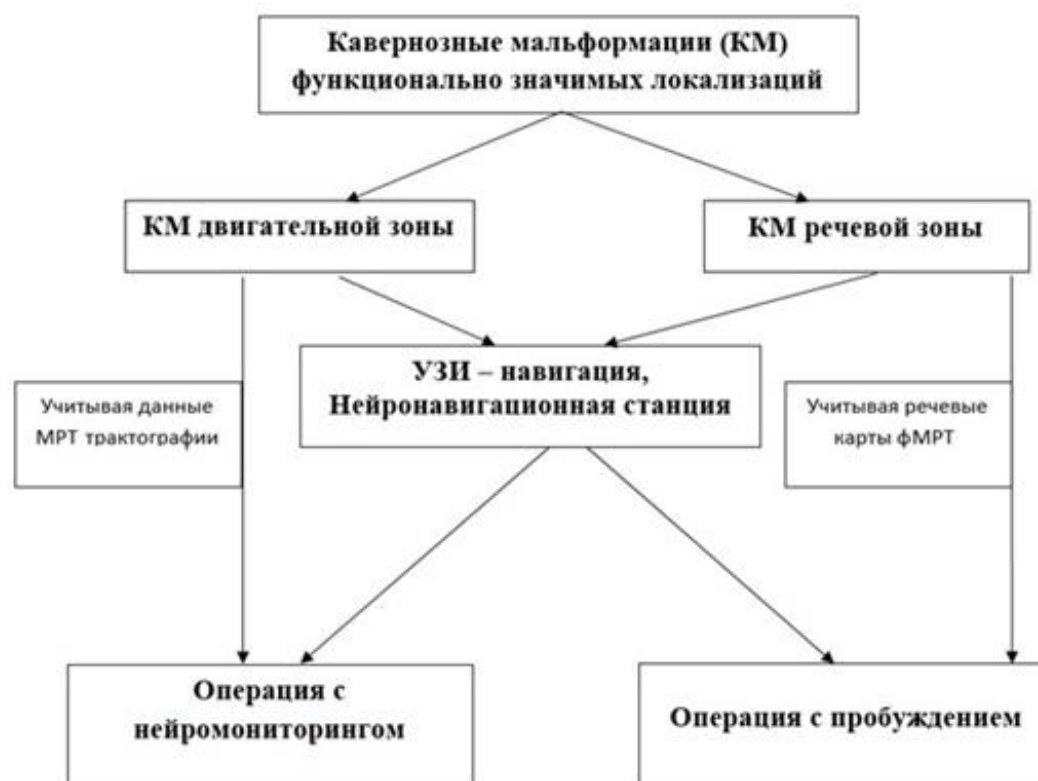 Кавернозные мальформации (КМ)
функционально значимых локализаций
КМ двигательной зоны
КМ речевой зоны
УЗИ – навигация,
Нейронавигационная станция
Учитывая данные
МРТ трактографии
Учитывая речевые
карты фМРТ
Операция с
нейромониторингом
Операция с пробуждением